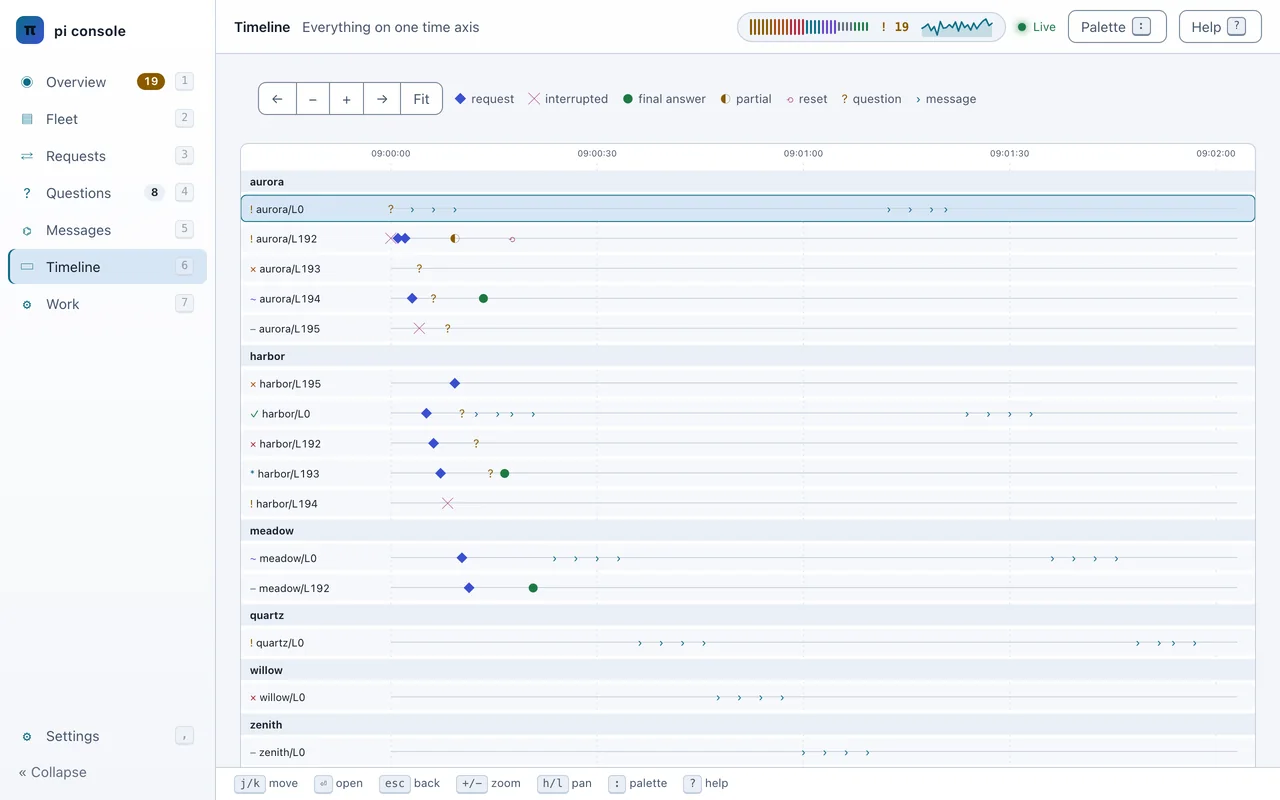 π pi console
Overview 19 1
Fleet 2
Requests 3
? Questions 8 4
Messages 5
Timeline 6
Work 7
Settings ,
« Collapse
Timeline Everything on one time axis
! 19
Live
Palette :
Help ?
← − + → Fit
request interrupted final answer partial reset ? question › message
09:00:00 09:00:30 09:01:00 09:01:30 09:02:00
aurora
! aurora/L0 ? › › › › › › ›
! aurora/L192
× aurora/L193 ?
~ aurora/L194 ?
− aurora/L195 ?
harbor
× harbor/L195
✓ harbor/L0 ? › › › › › › › ›
× harbor/L192 ?
* harbor/L193 ?
! harbor/L194
meadow
~ meadow/L0 › › › › › › › ›
− meadow/L192
quartz
! quartz/L0 › › › › › › › ›
willow
× willow/L0 › › › ›
zenith
− zenith/L0 › › › ›
j/k move ⏎ open esc back +/− zoom h/l pan : palette ? help